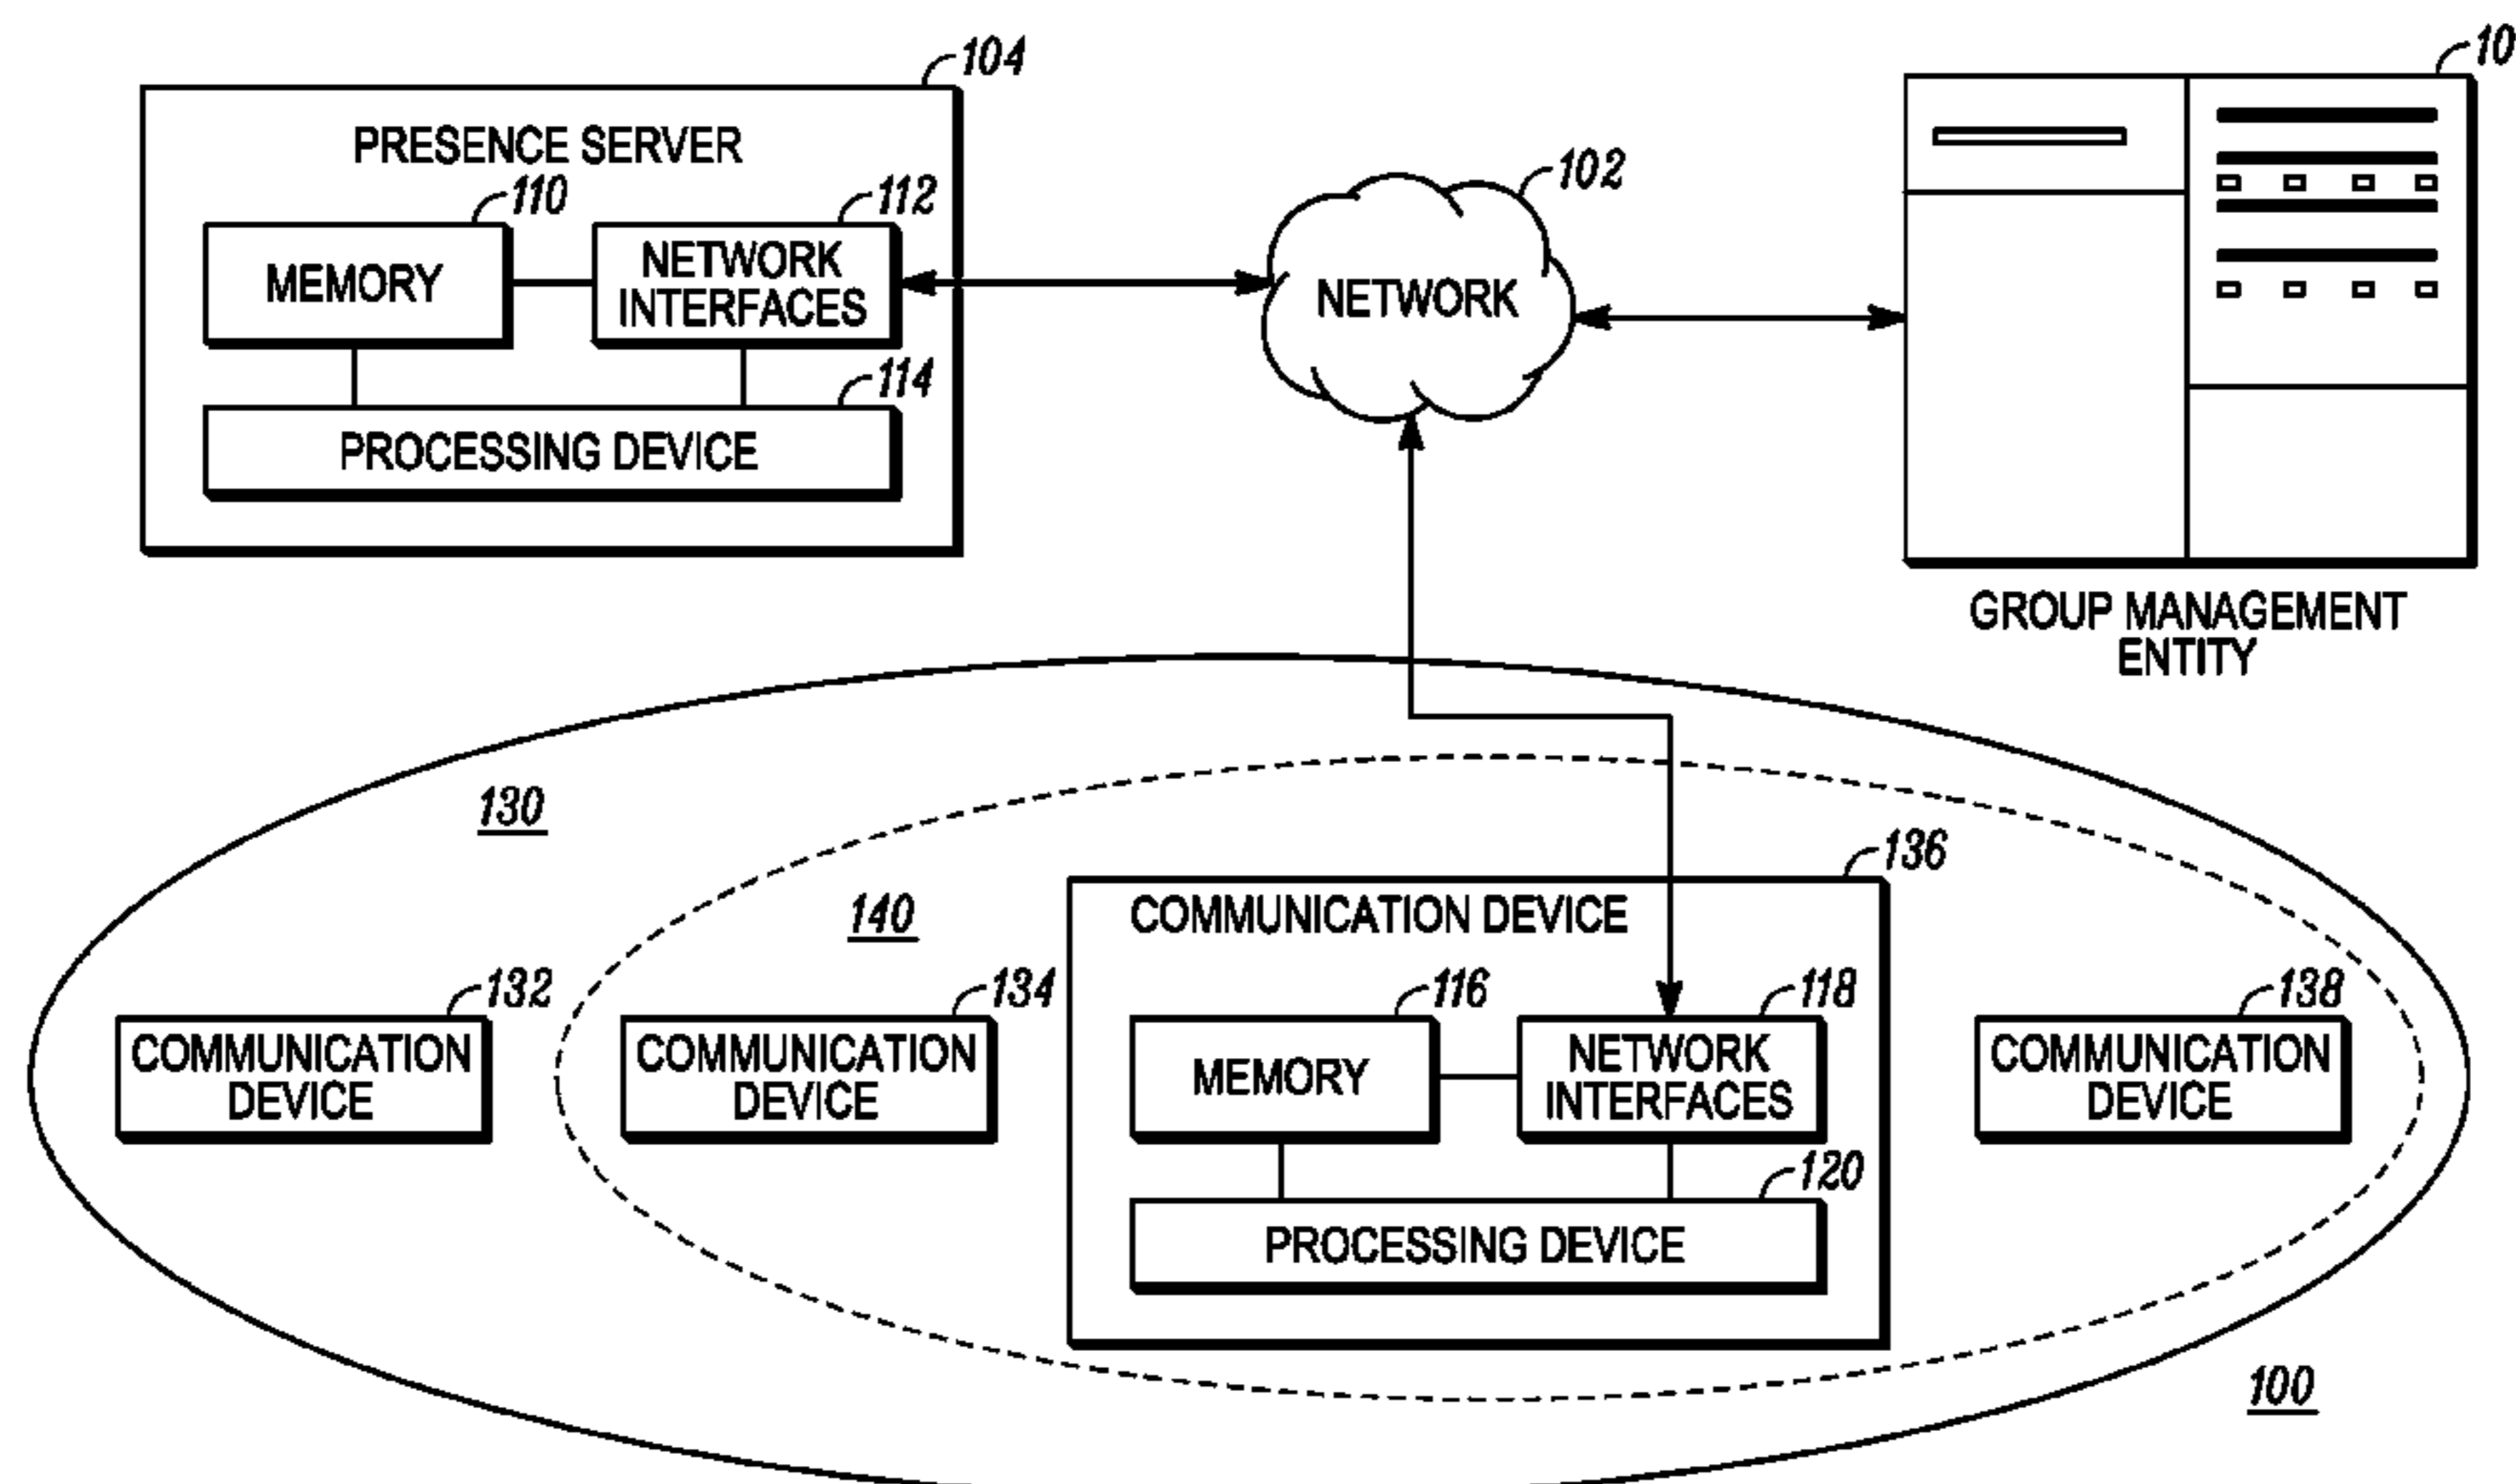 104
PRESENCE SERVER
110
112
MEMORY
NETWORK
INTERFACES
114
PROCESSING DEVICE
102
NETWORK
10
GROUP MANAGEMENT
ENTITY
130
140
136
COMMUNICATION DEVICE
132
COMMUNICATION
DEVICE
134
COMMUNICATION
DEVICE
116
MEMORY
118
NETWORK
INTERFACES
120
PROCESSING DEVICE
138
COMMUNICATION
DEVICE
100